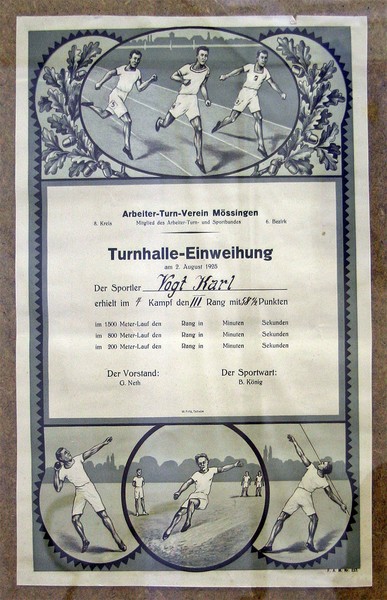 Arbeiter-Turn-Verein Mössingen
8. Kreis Mitglied des Arbeiter-Turn- und Sportbundes 6. Bezirk
Turnhalle-Einweihung
am 2. August 1925
Der Sportler Vogt Karl
erhielt im 4 Kampf den III Rang mit 58½ Punkten
im 1500 Meter-Lauf den Rang in Minuten Sekunden
im 800 Meter-Lauf den Rang in Minuten Sekunden
im 200 Meter-Lauf den Rang in Minuten Sekunden
Der Vorstand: Der Sportwart:
G. Neth B. König